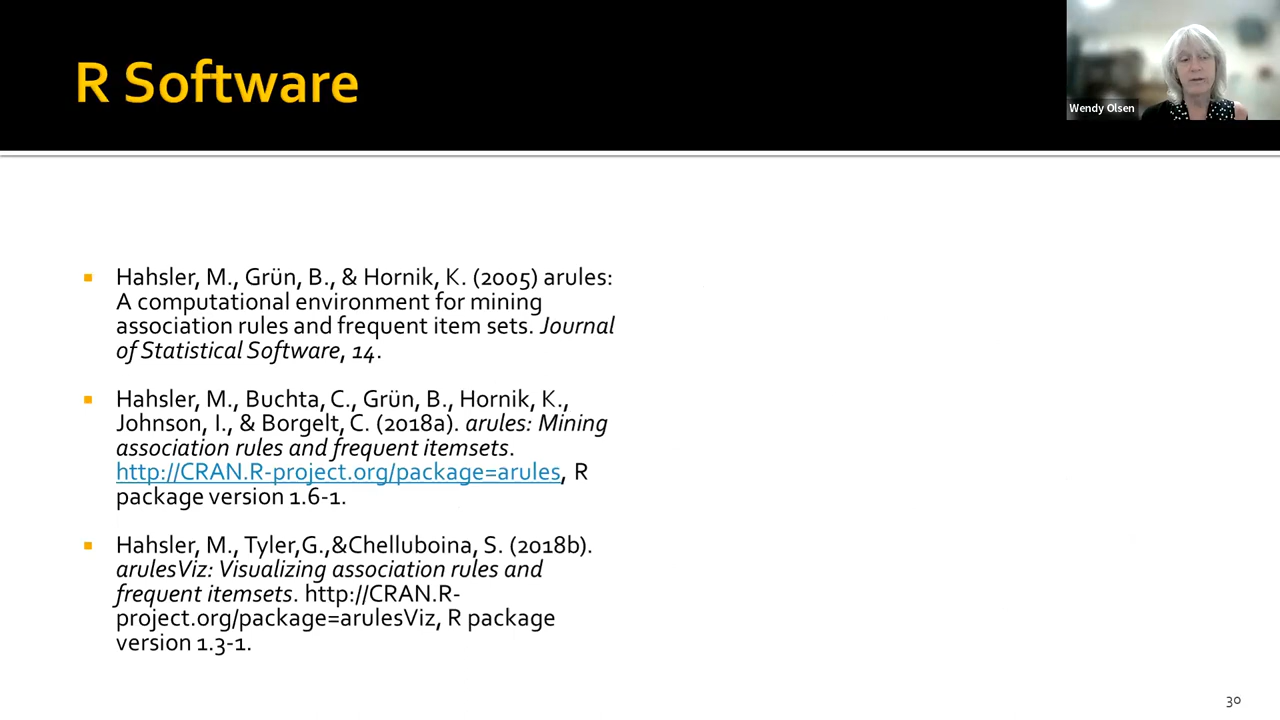 R Software
Wendy Olsen
Hahsler, M., Grün, B., & Hornik, K. (2005) arules:
A computational environment for mining
association rules and frequent item sets. Journal
of Statistical Software, 14.
Hahsler, M., Buchta, C., Grün, B., Hornik, K.,
Johnson, I., & Borgelt, C. (2018a). arules: Mining
association rules and frequent itemsets.
http://CRAN.R-project.org/package=arules, R
package version 1.6-1.
Hahsler, M., Tyler,G.,&Chelluboina, S. (2018b).
arulesViz: Visualizing association rules and
frequent itemsets. http://CRAN.R-
project.org/package=arulesViz, R package
version 1.3-1.
30